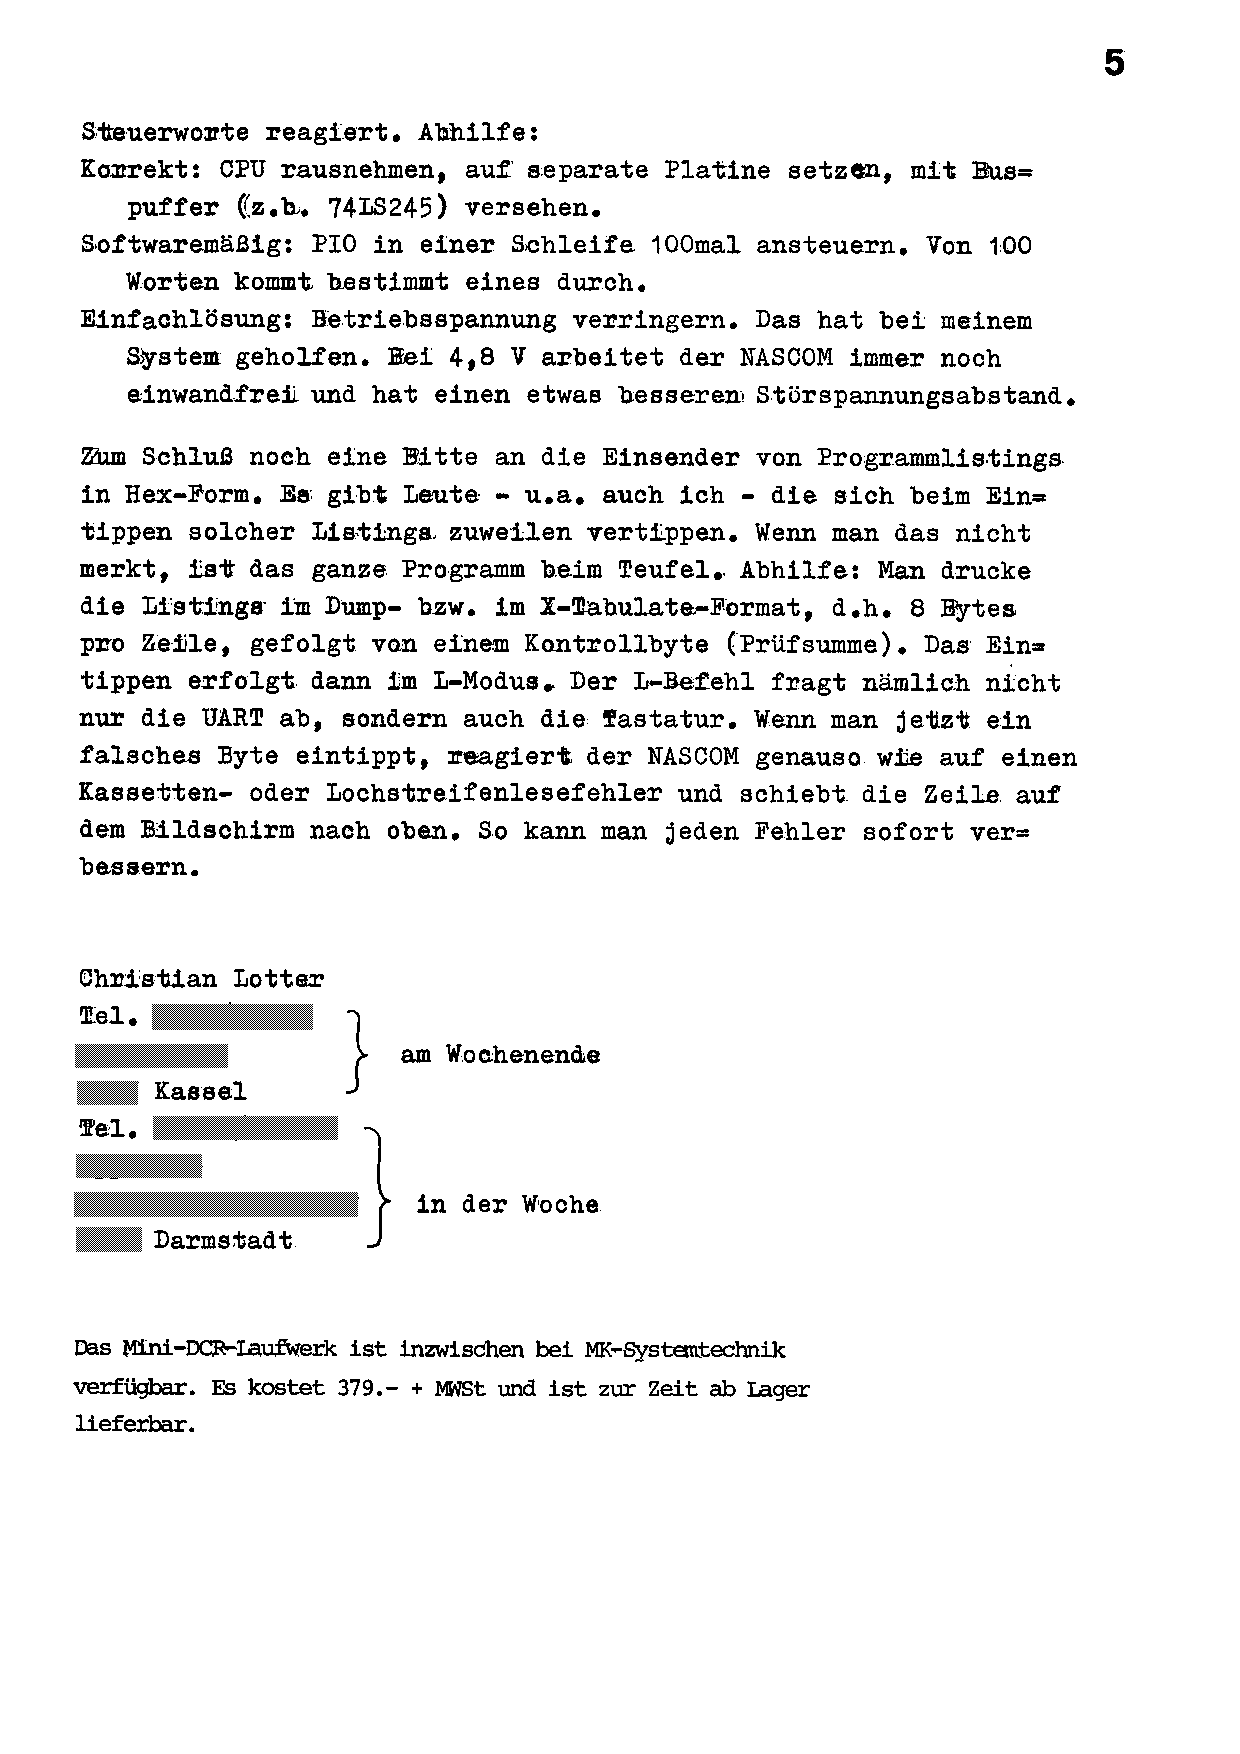 5
Steuerworte reagiert. Abhilfe:
Korrekt: CPU rausnehmen, auf separate Platine setzen, mit Bus=
puffer (z.b. 74LS245) versehen.
Softwaremäßig: PIO in einer Schleife 100mal ansteuern. Von 100
Worten kommt bestimmt eines durch.
Einfachlösung: Betriebsspannung verringern. Das hat bei meinem
System geholfen. Bei 4,8 V arbeitet der NASCOM immer noch
einwandfrei und hat einen etwas besseren Störspannungsabstand.
Zum Schluß noch eine Bitte an die Einsender von Programmlistings
in Hex-Form. Es gibt Leute - u.a. auch ich - die sich beim Ein=
tippen solcher Listings zuweilen vertippen. Wenn man das nicht
merkt, ist das ganze Programm beim Teufel. Abhilfe: Man drucke
die Listings im Dump- bzw. im X-Tabulate-Format, d.h. 8 Bytes
pro Zeile, gefolgt von einem Kontrollbyte (Prüfsumme). Das Ein=
tippen erfolgt dann im L-Modus. Der L-Befehl fragt nämlich nicht
nur die UART ab, sondern auch die Tastatur. Wenn man jetzt ein
falsches Byte eintippt, reagiert der NASCOM genauso wie auf einen
Kassetten- oder Lochstreifenlesefehler und schiebt die Zeile auf
dem Bildschirm nach oben. So kann man jeden Fehler sofort ver=
bessern.
Christian Lotter
Tel.
am Wochenende
Kassel
Tel.
in der Woche
Darmstadt
Das Mini-DCR-Laufwerk ist inzwischen bei MK-Systemtechnik
verfügbar. Es kostet 379.- + MWSt und ist zur Zeit ab Lager
lieferbar.